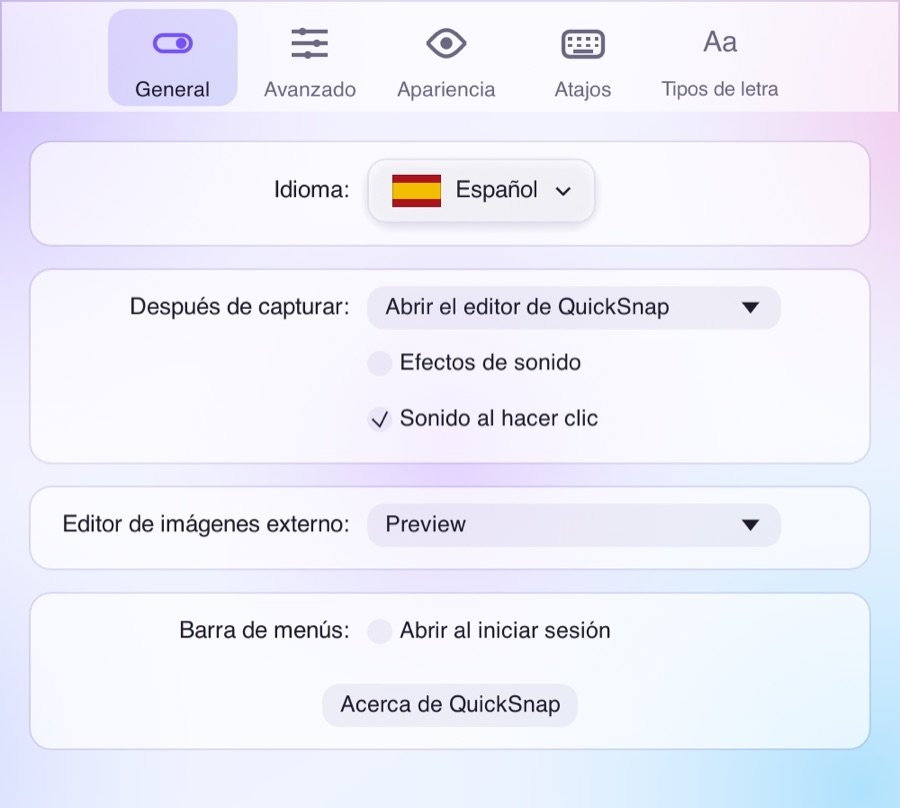 Aa
General
Avanzado
Apariencia
Atajos
Tipos de letra
Idioma:
Español
Después de capturar:
Abrir el editor de QuickSnap
Efectos de sonido
Sonido al hacer clic
Editor de imágenes externo:
Preview
Barra de menús:
Abrir al iniciar sesión
Acerca de QuickSnap